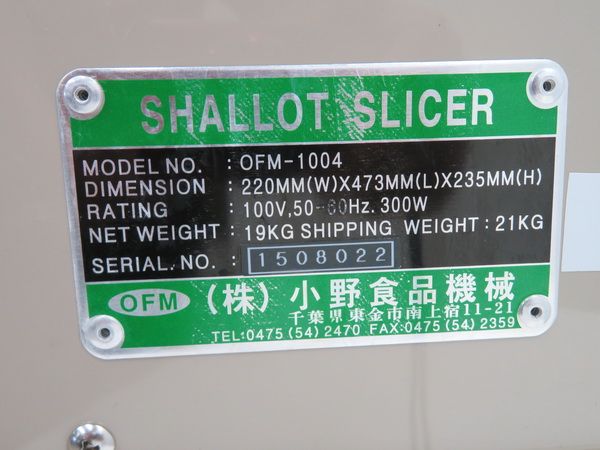 SHALLOT SLICER
MODEL NO. : OFM-1004
DIMENSION : 220MM(W)X473MM(L)X235MM(H)
RATING : 100V,50-60Hz. 300W
NET WEIGHT : 19KG SHIPPING WEIGHT : 21KG
SERIAL. NO. : 1508022
OFM (株) 小野食品機械
千葉県東金市南上宿11-21
TEL:0475 (54) 2470 FAX:0475 (54) 2359